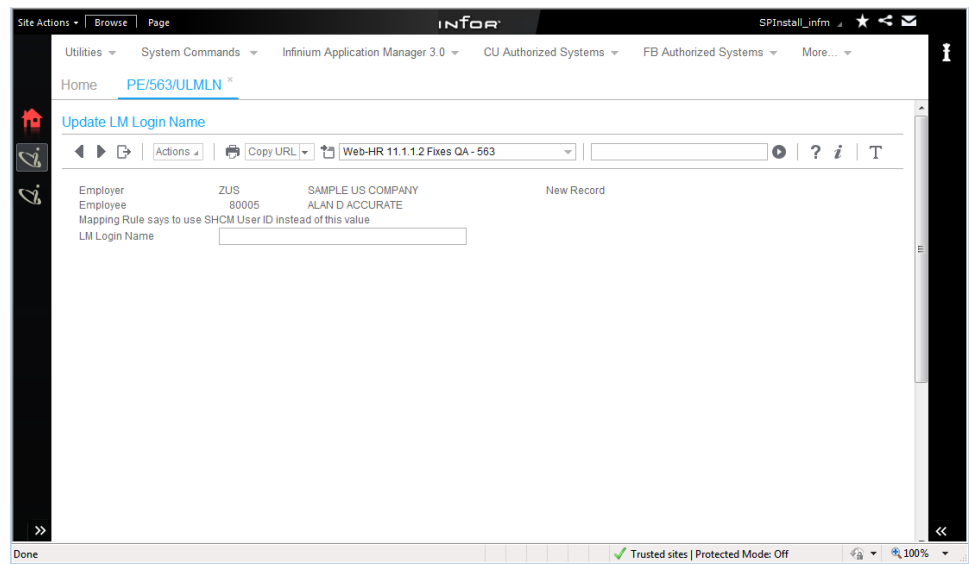 Site Actions Browse Page infor SPInstall_infm
Utilities System Commands Infinium Application Manager 3.0 CU Authorized Systems FB Authorized Systems More...
Home PE/563/ULMLN ×
Update LM Login Name
Actions Copy URL Web-HR 11.1.1.2 Fixes QA - 563 ? i T
Employer ZUS SAMPLE US COMPANY New Record
Employee 80005 ALAN D ACCURATE
Mapping Rule says to use SHCM User ID instead of this value
LM Login Name
Done Trusted sites | Protected Mode: Off 100%